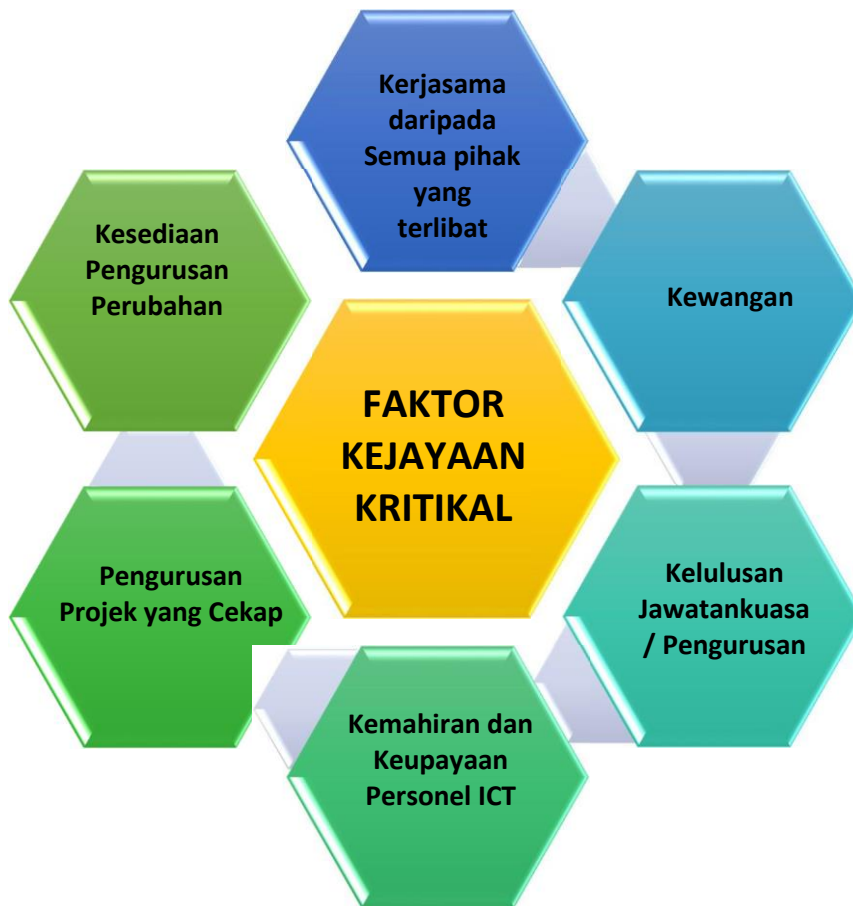 Kerjasama
daripada
Semua pihak
yang
terlibat
Kewangan
Kelulusan
Jawatankuasa
/ Pengurusan
Kemahiran dan
Keupayaan
Personel ICT
Pengurusan
Projek yang Cekap
Kesediaan
Pengurusan
Perubahan
FAKTOR
KEJAYAAN
KRITIKAL